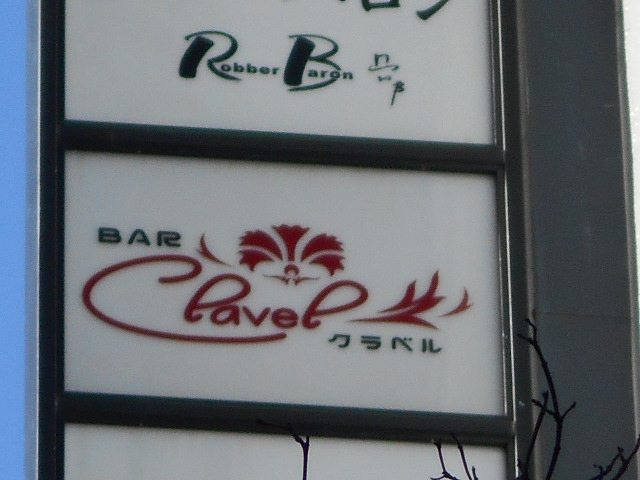 Robber Baron
BAR
Clavel
クラベル